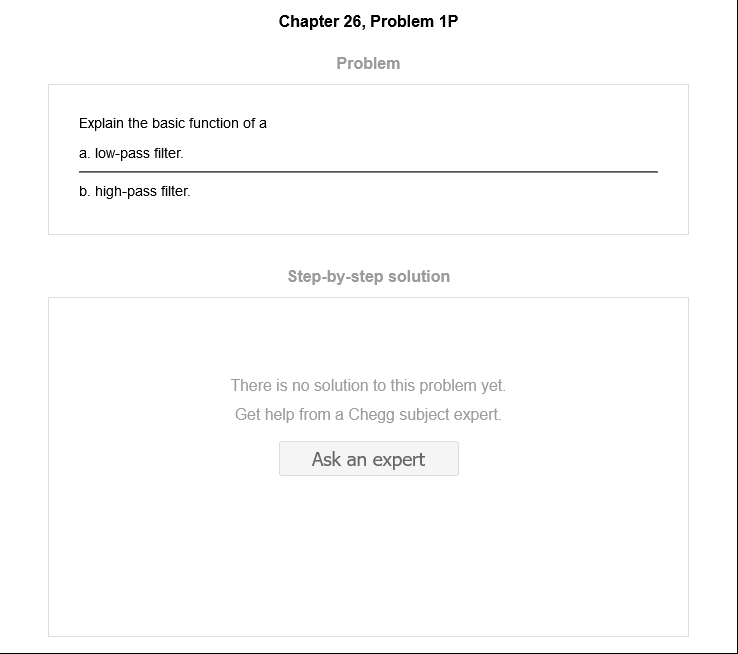 Chapter 26, Problem 1P
Problem
Explain the basic function of a
a. low-pass filter.
b. high-pass filter.
Step-by-step solution
There is no solution to this problem yet.
Get help from a Chegg subject expert.
Ask an expert